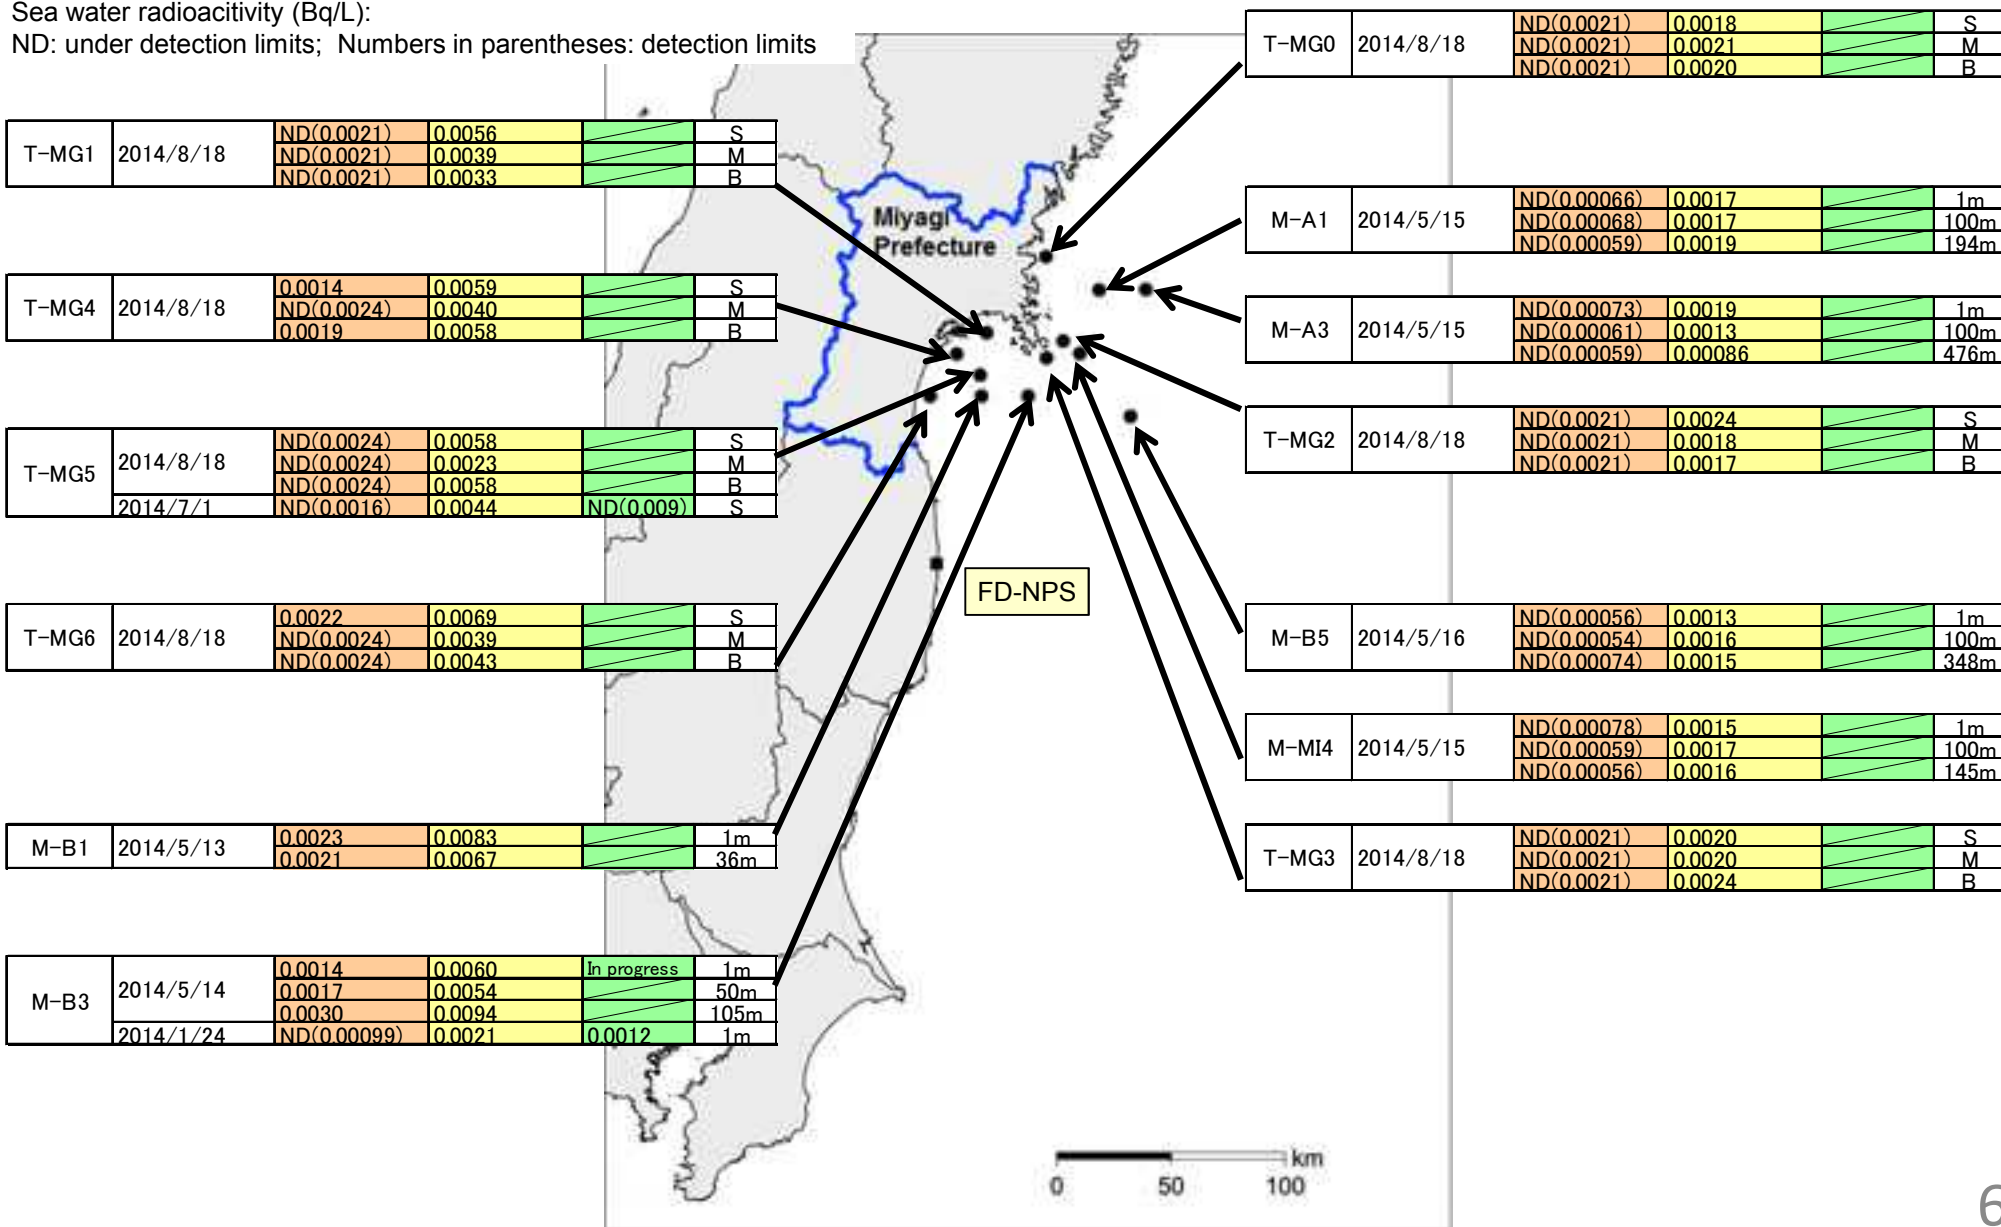 Sea water radioacitivity (Bq/L):
ND: under detection limits; Numbers in parentheses: detection limits
T-MG0 2014/8/18 ND(0.0021) 0.0018 S
ND(0.0021) 0.0021 M
ND(0.0021) 0.0020 B
T-MG1 2014/8/18 ND(0.0021) 0.0056 S
ND(0.0021) 0.0039 M
ND(0.0021) 0.0033 B
M-A1 2014/5/15 ND(0.00066) 0.0017 1m
ND(0.00068) 0.0017 100m
ND(0.00059) 0.0019 194m
Miyagi
Prefecture
T-MG4 2014/8/18 0.0014 0.0059 S
ND(0.0024) 0.0040 M
0.0019 0.0058 B
M-A3 2014/5/15 ND(0.00073) 0.0019 1m
ND(0.00061) 0.0013 100m
ND(0.00059) 0.00086 476m
T-MG5 2014/8/18 ND(0.0024) 0.0058 S
ND(0.0024) 0.0023 M
ND(0.0024) 0.0058 B
2014/7/1 ND(0.0016) 0.0044 ND(0.009) S
T-MG2 2014/8/18 ND(0.0021) 0.0024 S
ND(0.0021) 0.0018 M
ND(0.0021) 0.0017 B
FD-NPS
T-MG6 2014/8/18 0.0022 0.0069 S
ND(0.0024) 0.0039 M
ND(0.0024) 0.0043 B
M-B5 2014/5/16 ND(0.00056) 0.0013 1m
ND(0.00054) 0.0016 100m
ND(0.00074) 0.0015 348m
M-MI4 2014/5/15 ND(0.00078) 0.0015 1m
ND(0.00059) 0.0017 100m
ND(0.00056) 0.0016 145m
M-B1 2014/5/13 0.0023 0.0083 1m
0.0021 0.0067 36m
T-MG3 2014/8/18 ND(0.0021) 0.0020 S
ND(0.0021) 0.0020 M
ND(0.0021) 0.0024 B
M-B3 2014/5/14 0.0014 0.0060 In progress 1m
0.0017 0.0054 50m
0.0030 0.0094 105m
2014/1/24 ND(0.00099) 0.0021 0.0012 1m
km
0 50 100
6